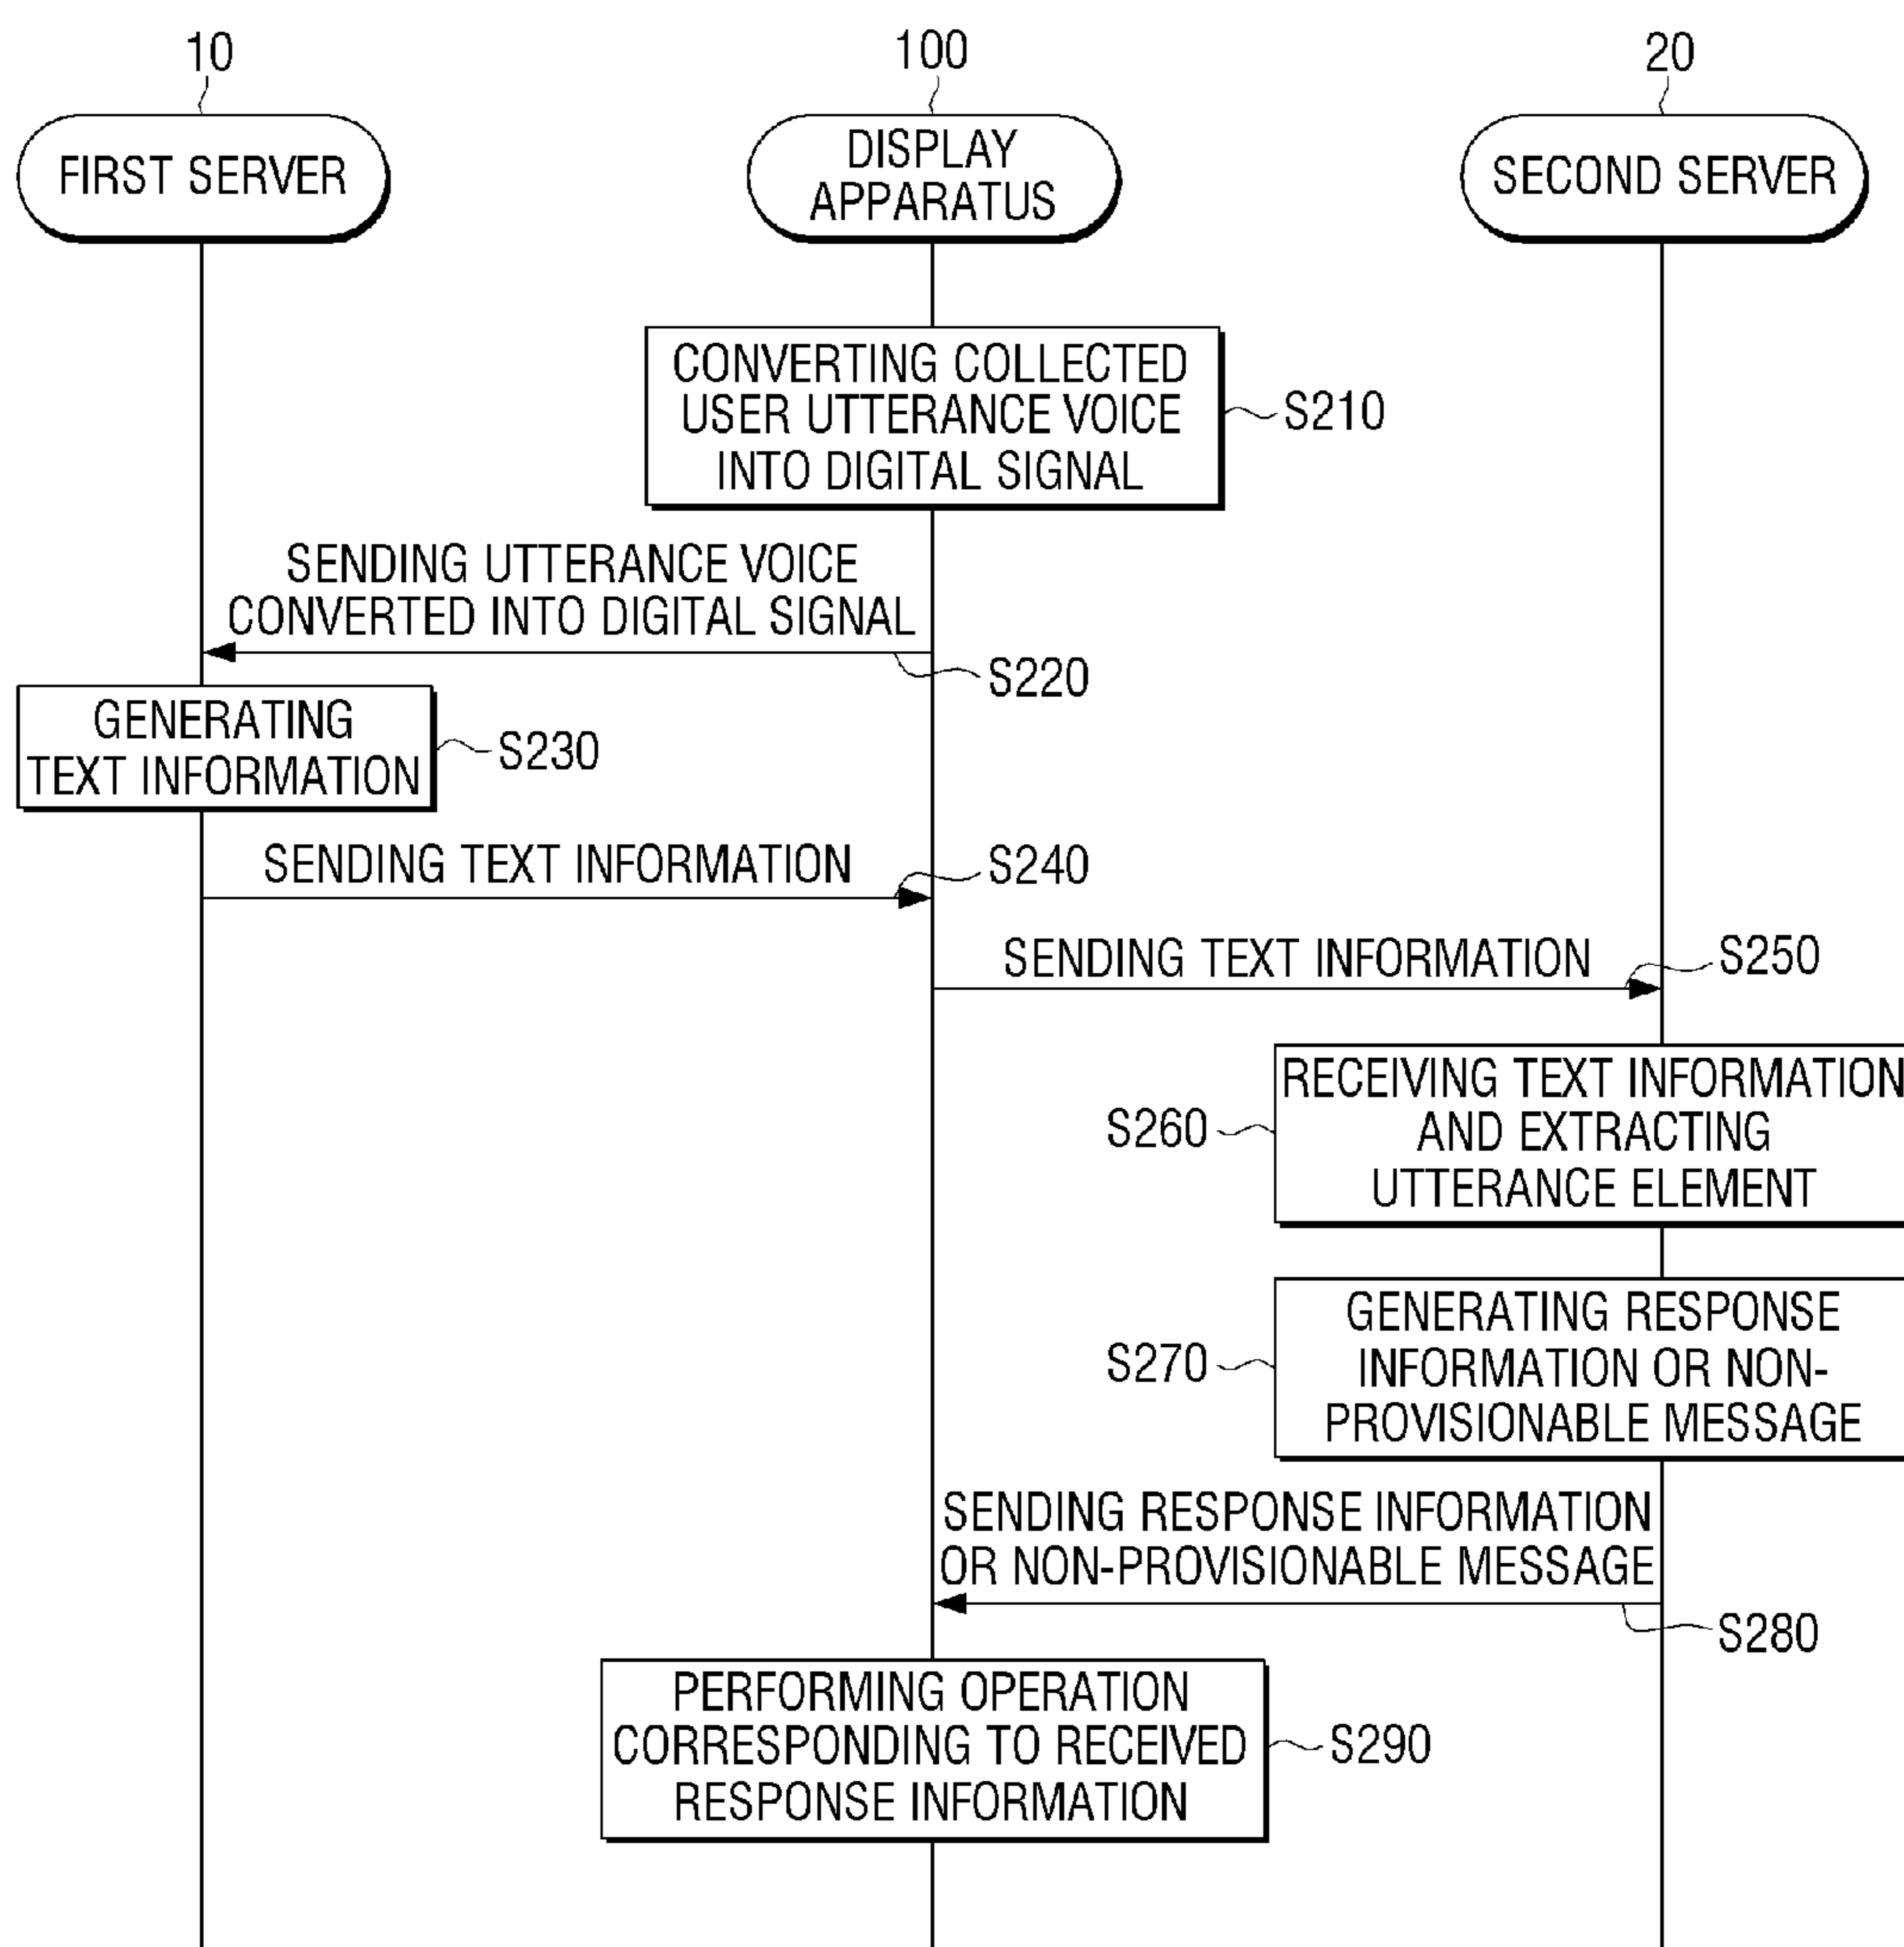 10
100
20
FIRST SERVER
DISPLAY
APPARATUS
SECOND SERVER
CONVERTING COLLECTED
USER UTTERANCE VOICE
INTO DIGITAL SIGNAL
S210
SENDING UTTERANCE VOICE
CONVERTED INTO DIGITAL SIGNAL
S220
GENERATING
TEXT INFORMATION
S230
SENDING TEXT INFORMATION
S240
SENDING TEXT INFORMATION
S250
RECEIVING TEXT INFORMATION
AND EXTRACTING
UTTERANCE ELEMENT
S260
GENERATING RESPONSE
INFORMATION OR NON-
PROVISIONABLE MESSAGE
S270
SENDING RESPONSE INFORMATION
OR NON-PROVISIONABLE MESSAGE
S280
PERFORMING OPERATION
CORRESPONDING TO RECEIVED
RESPONSE INFORMATION
S290